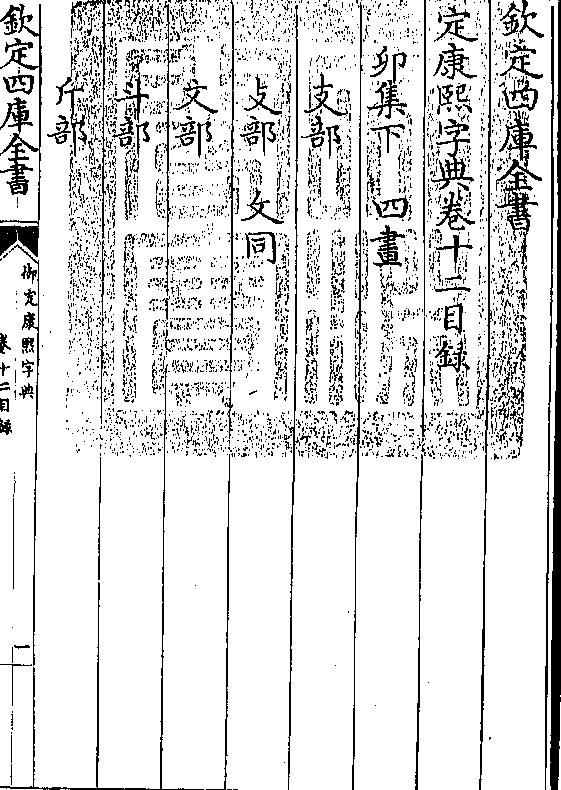 欽定四庫全書
定康熙字典卷十二目録
卯集下　四畫
支部
攴部　攵同
文部
斗部
斤部
欽定四庫全書
御定康熙字典
卷十二目録
一